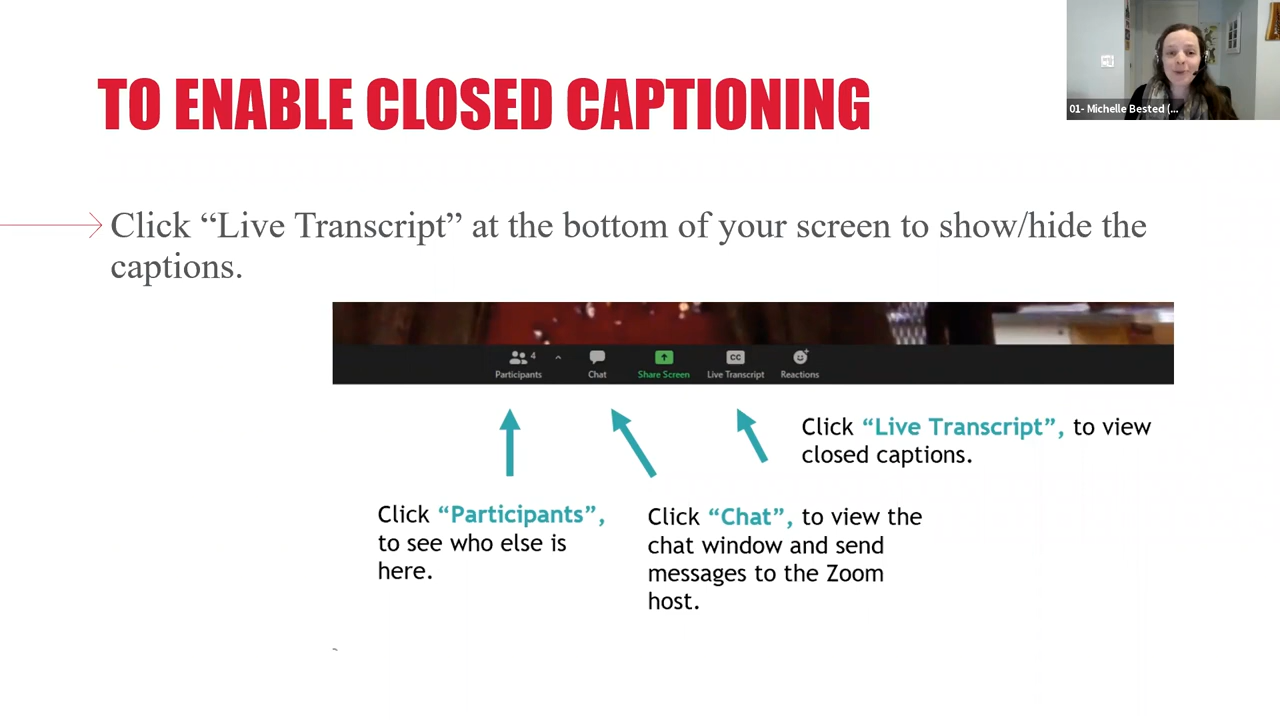 TO ENABLE CLOSED CAPTIONING
01- Michelle Bested (...
Click “Live Transcript” at the bottom of your screen to show/hide the
captions.
4
Participants
Chat
Share Screen
CC
Live Transcript
Reactions
Click “Live Transcript”, to view
closed captions.
Click “Participants”,
to see who else is
here.
Click “Chat”, to view the
chat window and send
messages to the Zoom
host.